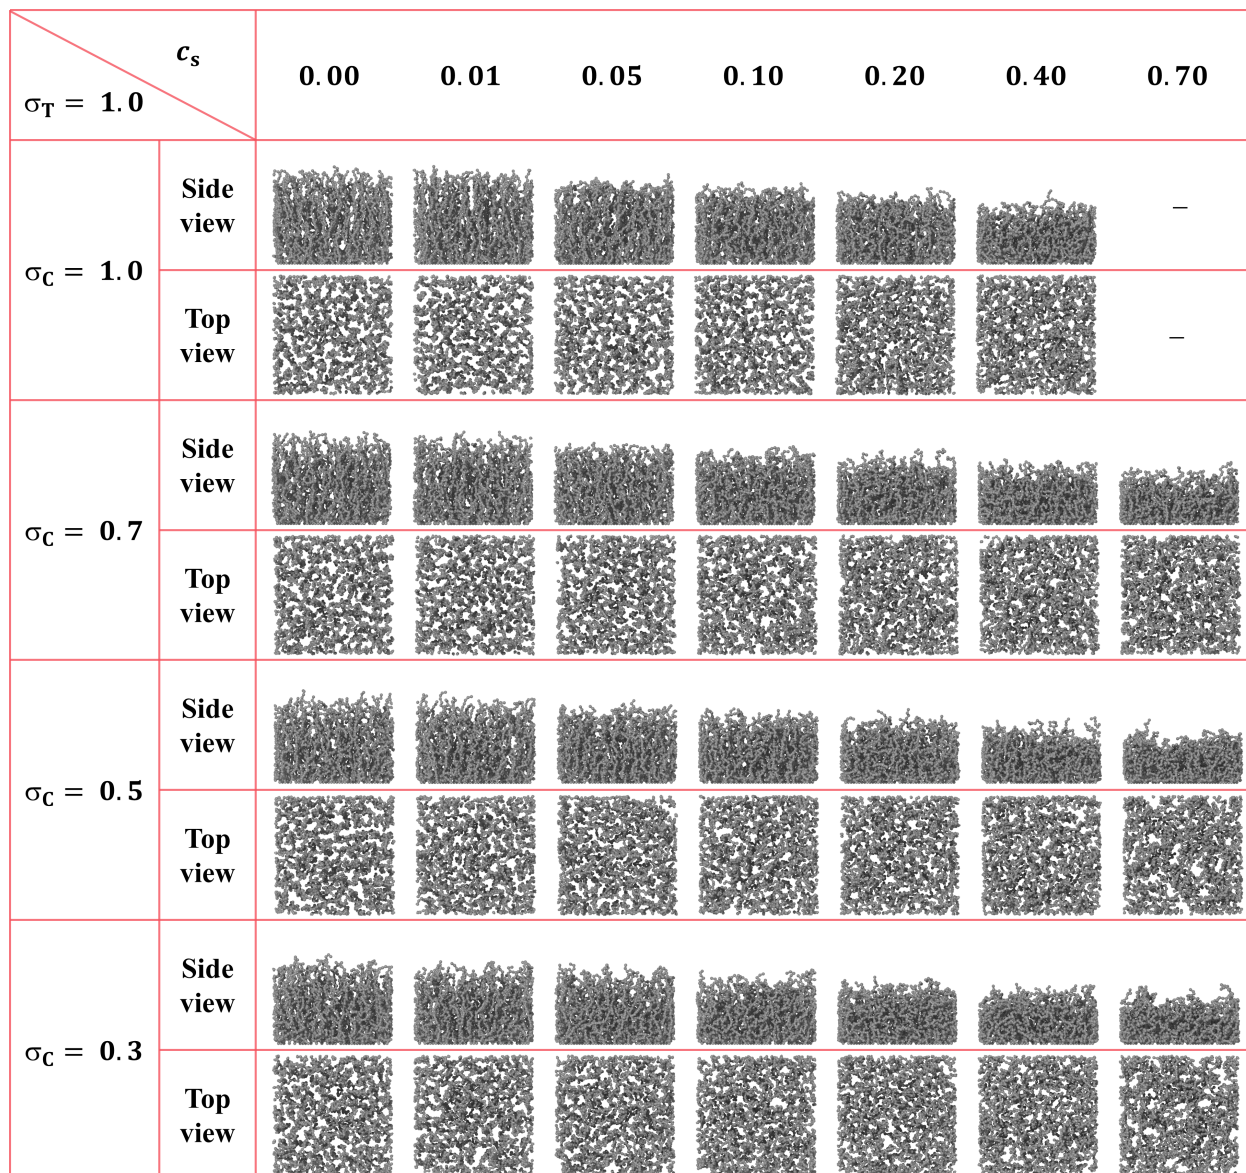 c_s
σ_T = 1.0
0.00 0.01 0.05 0.10 0.20 0.40 0.70
σ_C = 1.0
Side
view
–
Top
view
–
σ_C = 0.7
Side
view
Top
view
σ_C = 0.5
Side
view
Top
view
σ_C = 0.3
Side
view
Top
view